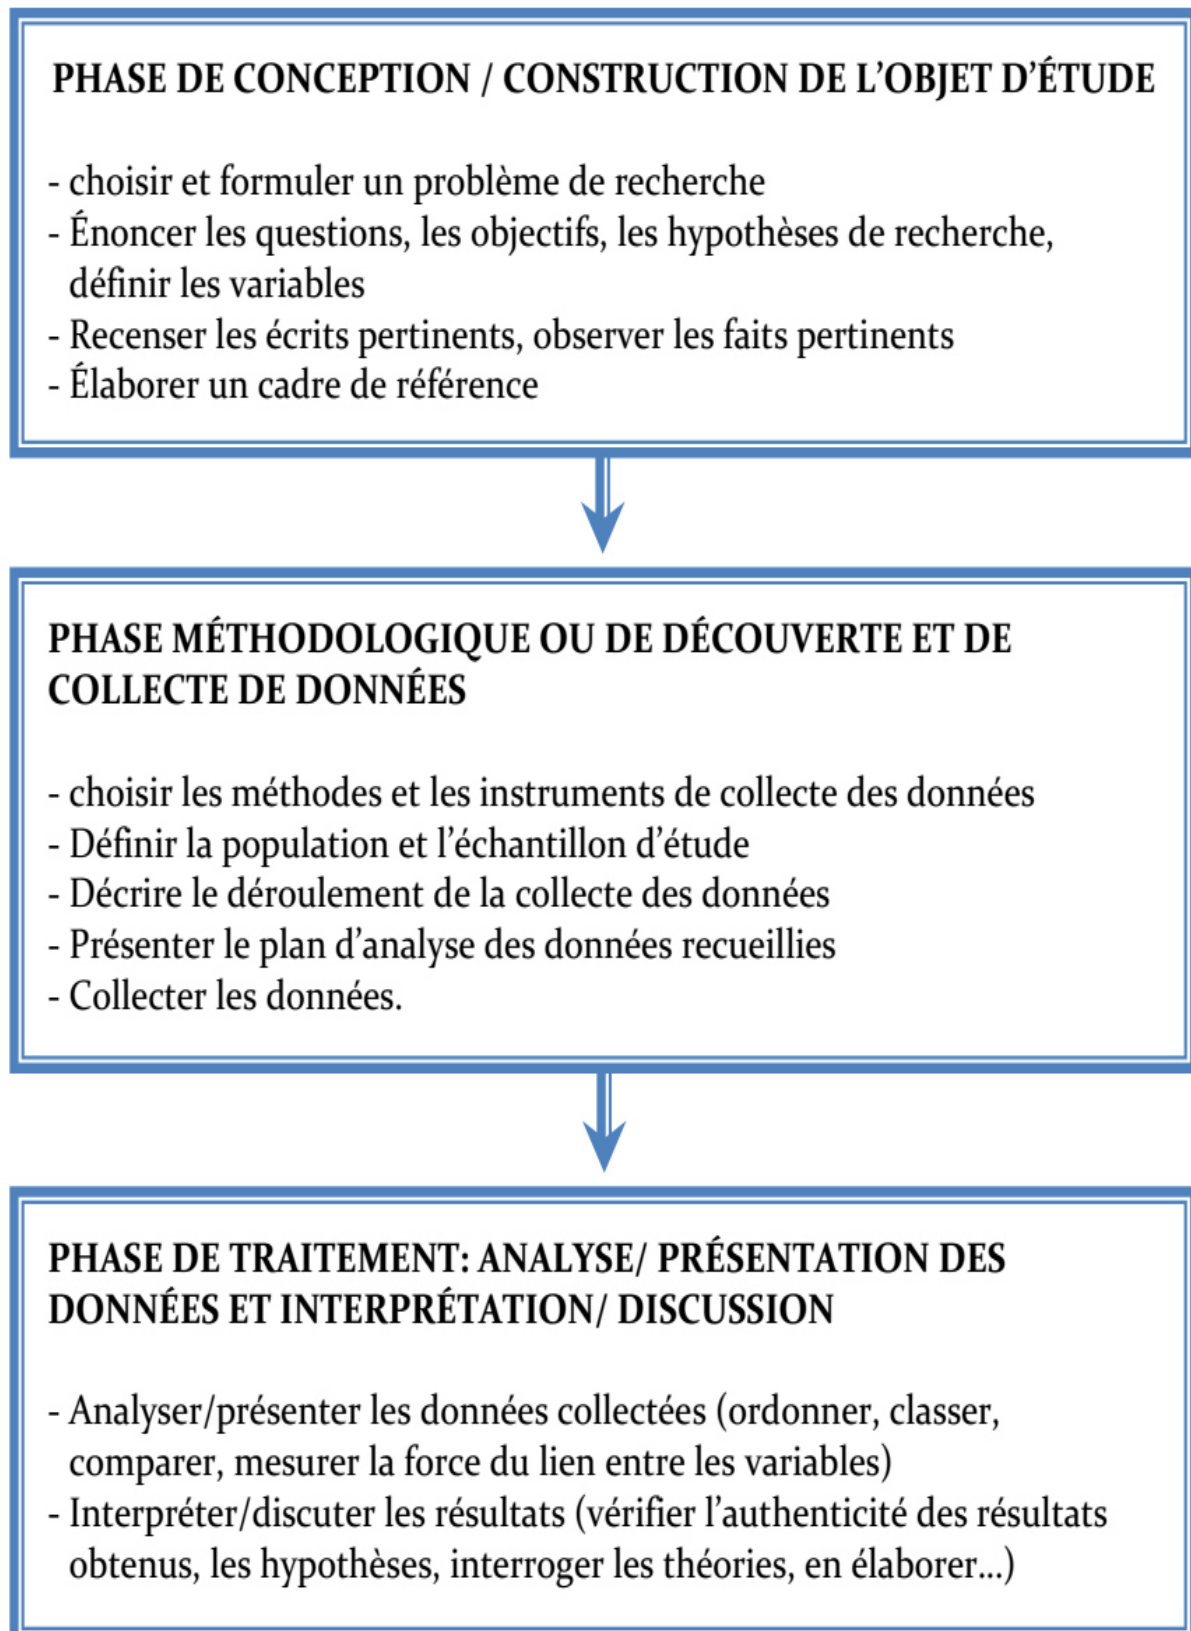 PHASE DE CONCEPTION / CONSTRUCTION DE L’OBJET D’ÉTUDE
- choisir et formuler un problème de recherche
- Énoncer les questions, les objectifs, les hypothèses de recherche,
définir les variables
- Recenser les écrits pertinents, observer les faits pertinents
- Élaborer un cadre de référence
PHASE MÉTHODOLOGIQUE OU DE DÉCOUVERTE ET DE
COLLECTE DE DONNÉES
- choisir les méthodes et les instruments de collecte des données
- Définir la population et l’échantillon d’étude
- Décrire le déroulement de la collecte des données
- Présenter le plan d’analyse des données recueillies
- Collecter les données.
PHASE DE TRAITEMENT: ANALYSE/ PRÉSENTATION DES
DONNÉES ET INTERPRÉTATION/ DISCUSSION
- Analyser/présenter les données collectées (ordonner, classer,
comparer, mesurer la force du lien entre les variables)
- Interpréter/discuter les résultats (vérifier l’authenticité des résultats
obtenus, les hypothèses, interroger les théories, en élaborer...)